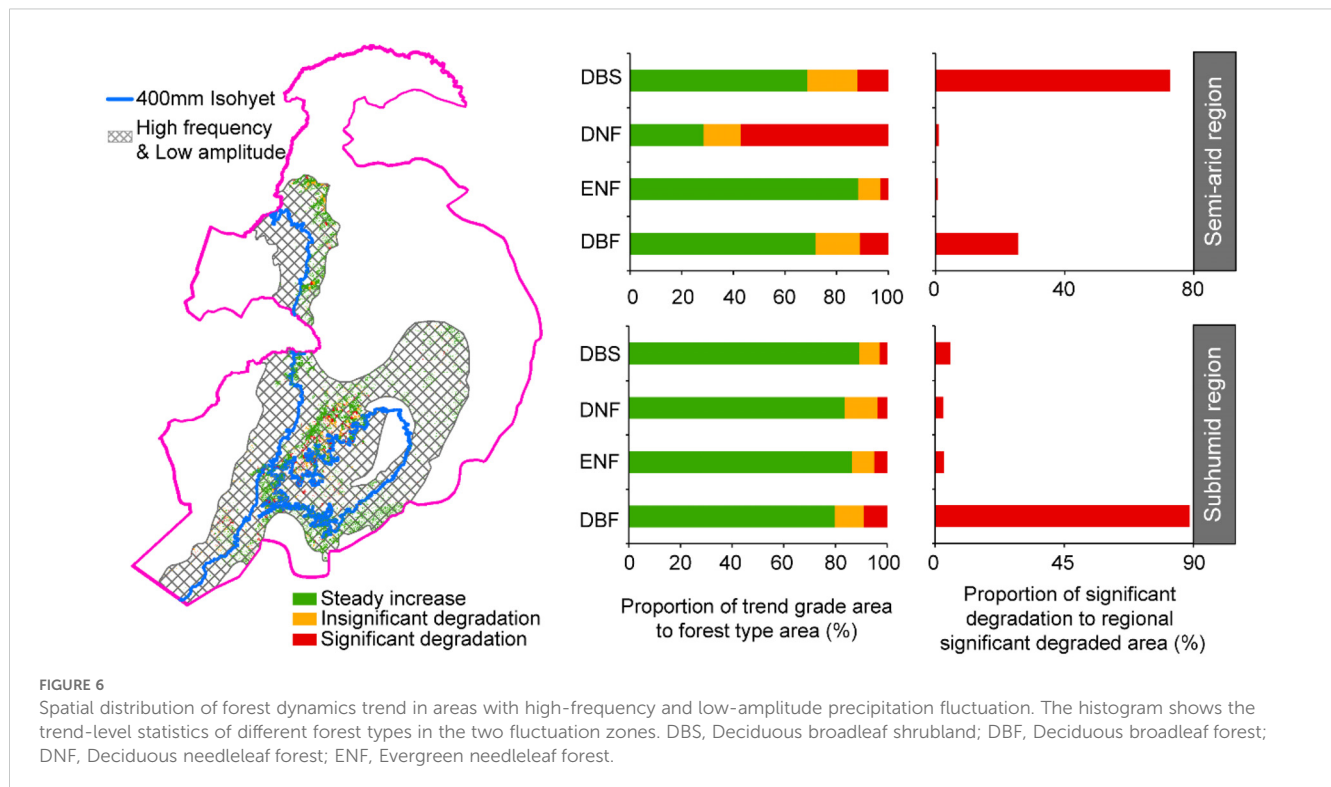 400mm Isohyet
High frequency
& Low amplitude
Steady increase
Insignificant degradation
Significant degradation
DBS
DNF
ENF
DBF
0 20 40 60 80 100
0 40 80
Semi-arid region
DBS
DNF
ENF
DBF
0 20 40 60 80 100
0 45 90
Subhumid region
Proportion of trend grade area
to forest type area (%)
Proportion of significant
degradation to regional
significant degraded area (%)
FIGURE 6
Spatial distribution of forest dynamics trend in areas with high-frequency and low-amplitude precipitation fluctuation. The histogram shows the
trend-level statistics of different forest types in the two fluctuation zones. DBS, Deciduous broadleaf shrubland; DBF, Deciduous broadleaf forest;
DNF, Deciduous needleleaf forest; ENF, Evergreen needleleaf forest.